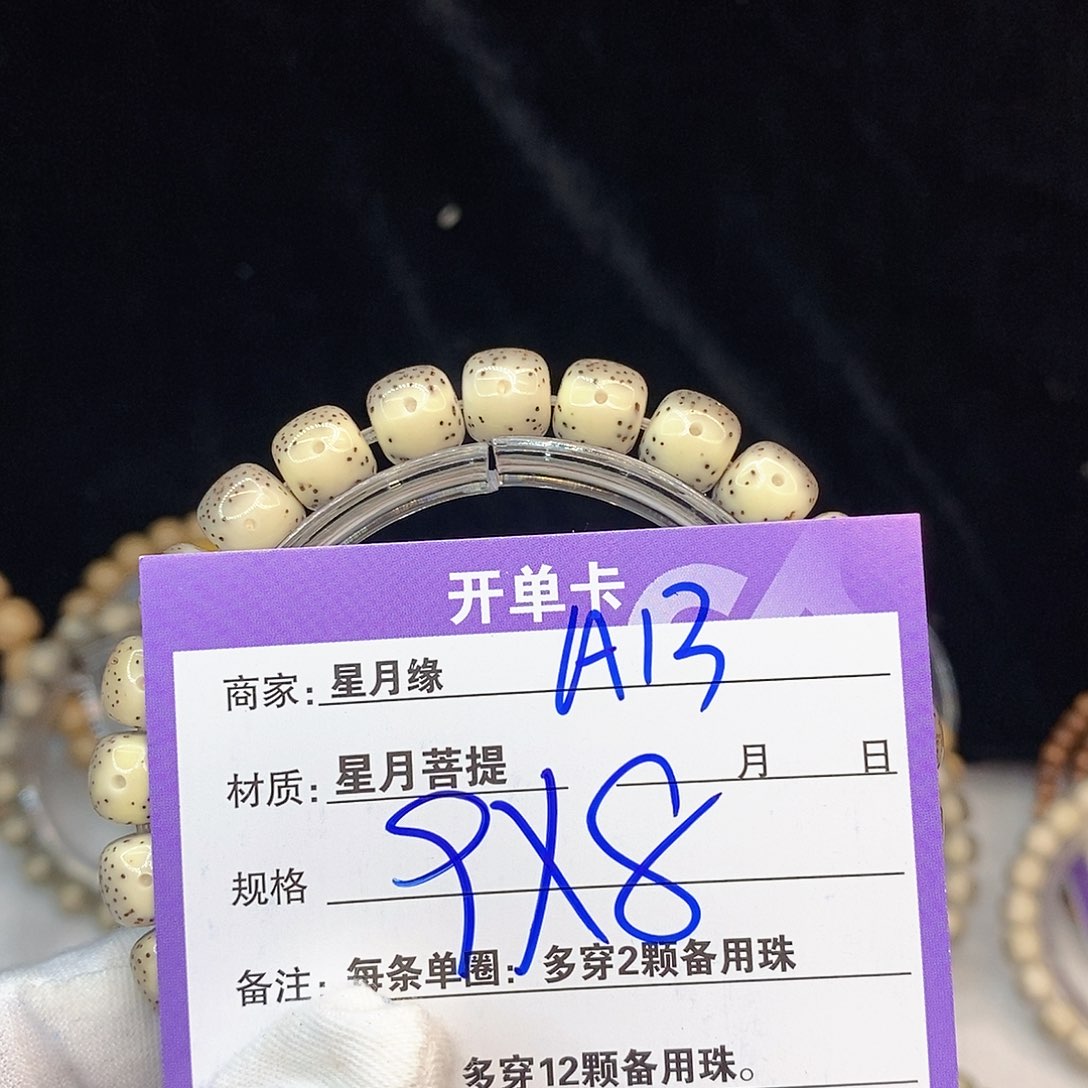 开单卡
商家：星月缘 A13
材质：星月菩提 月 日
规格 9X8
备注：每条单圈：多穿2颗备用珠
多穿12颗备用珠。